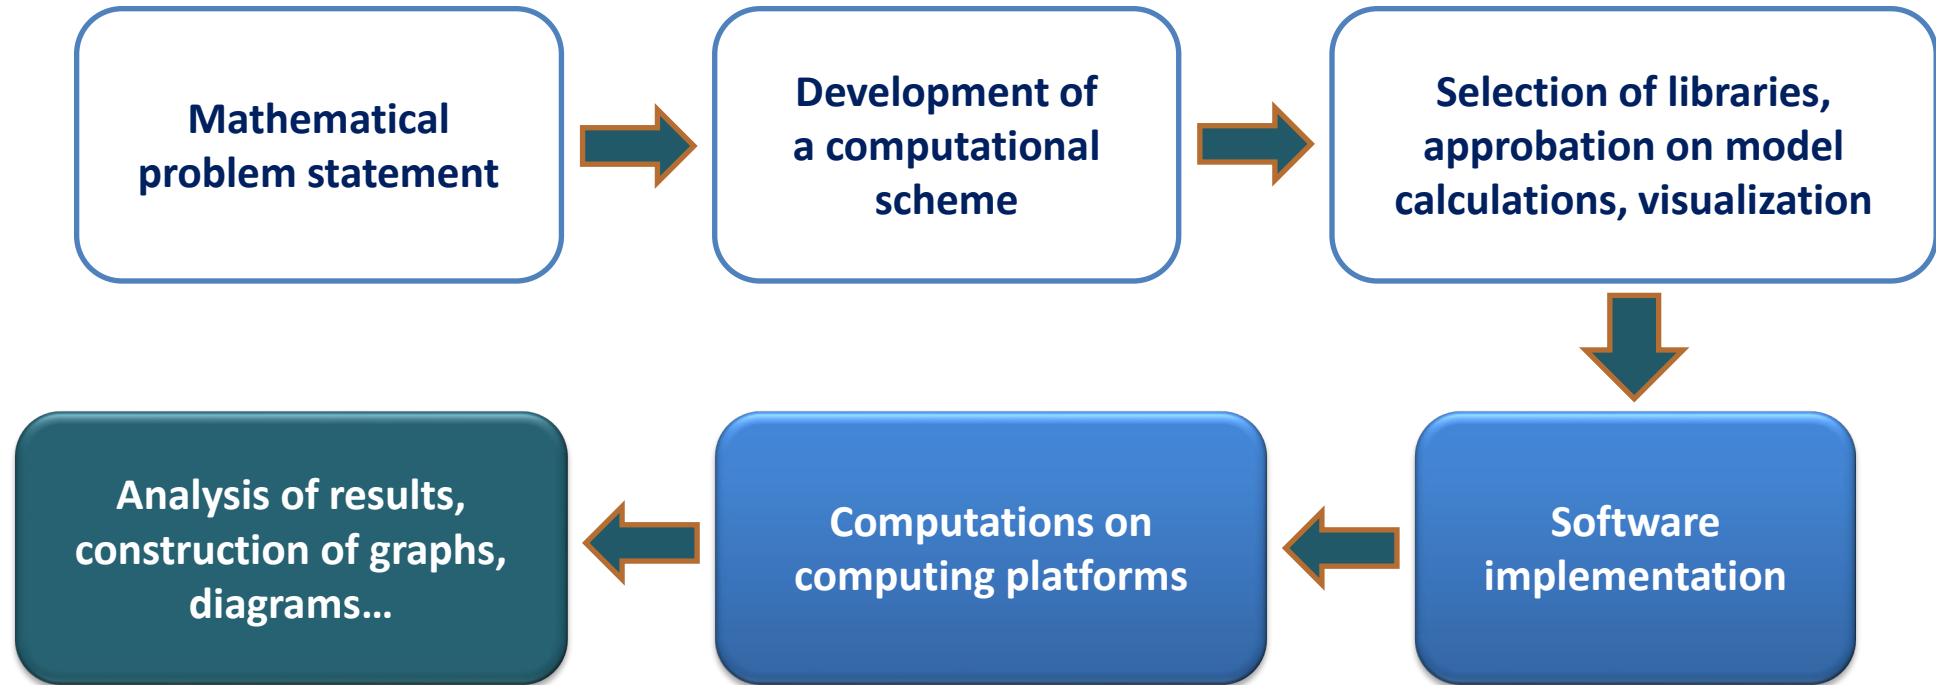 Mathematical
problem statement
Development of
a computational
scheme
Selection of libraries,
approbation on model
calculations, visualization
Software
implementation
Computations on
computing platforms
Analysis of results,
construction of graphs,
diagrams…